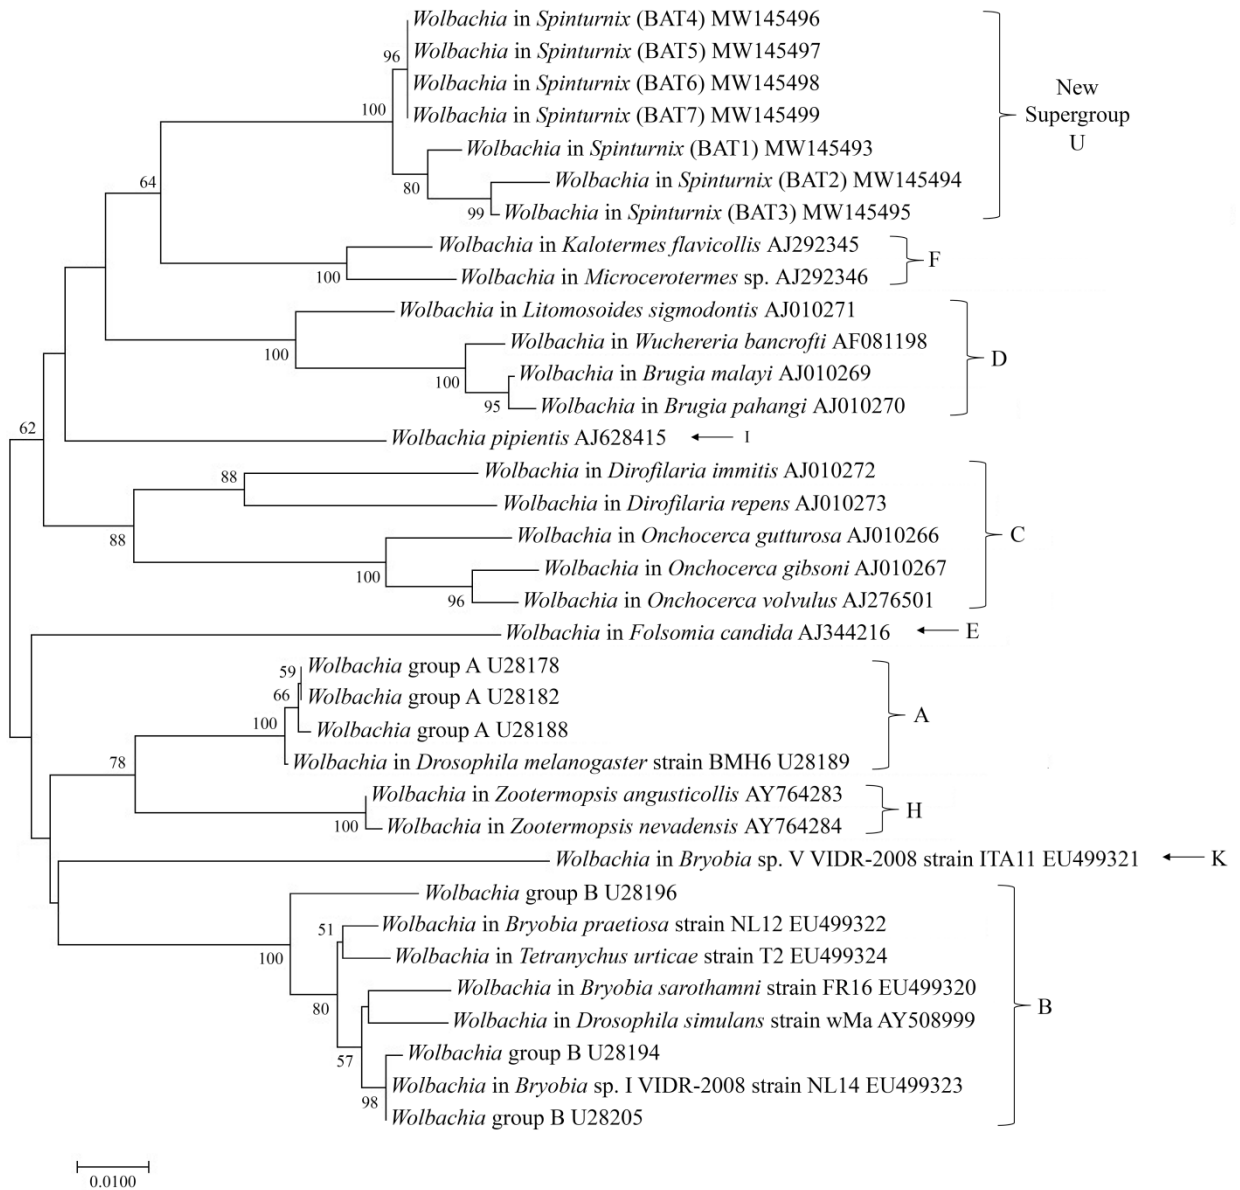 Wolbachia in Spinturnix (BAT4) MW145496
96
Wolbachia in Spinturnix (BAT5) MW145497
Wolbachia in Spinturnix (BAT6) MW145498
100
Wolbachia in Spinturnix (BAT7) MW145499
New
Supergroup
U
Wolbachia in Spinturnix (BAT1) MW145493
80
Wolbachia in Spinturnix (BAT2) MW145494
64
99
Wolbachia in Spinturnix (BAT3) MW145495
Wolbachia in Kalotermes flavicollis AJ292345
F
100
Wolbachia in Microcerotermes sp. AJ292346
Wolbachia in Litomosoides sigmodontis AJ010271
100
Wolbachia in Wuchereria bancrofti AF081198
D
100
Wolbachia in Brugia malayi AJ010269
95
Wolbachia in Brugia pahangi AJ010270
62
Wolbachia pipientis AJ628415
I
88
Wolbachia in Dirofilaria immitis AJ010272
Wolbachia in Dirofilaria repens AJ010273
88
Wolbachia in Onchocerca gutturosa AJ010266
C
100
Wolbachia in Onchocerca gibsoni AJ010267
96
Wolbachia in Onchocerca volvulus AJ276501
Wolbachia in Folsomia candida AJ344216
E
59
Wolbachia group A U28178
66
Wolbachia group A U28182
100
Wolbachia group A U28188
A
78
Wolbachia in Drosophila melanogaster strain BMH6 U28189
Wolbachia in Zootermopsis angusticollis AY764283
H
100
Wolbachia in Zootermopsis nevadensis AY764284
Wolbachia in Bryobia sp. V VIDR-2008 strain ITA11 EU499321
K
Wolbachia group B U28196
51
Wolbachia in Bryobia praetiosa strain NL12 EU499322
100
Wolbachia in Tetranychus urticae strain T2 EU499324
Wolbachia in Bryobia sarothamni strain FR16 EU499320
80
B
Wolbachia in Drosophila simulans strain wMa AY508999
57
Wolbachia group B U28194
Wolbachia in Bryobia sp. I VIDR-2008 strain NL14 EU499323
98
Wolbachia group B U28205
0.0100